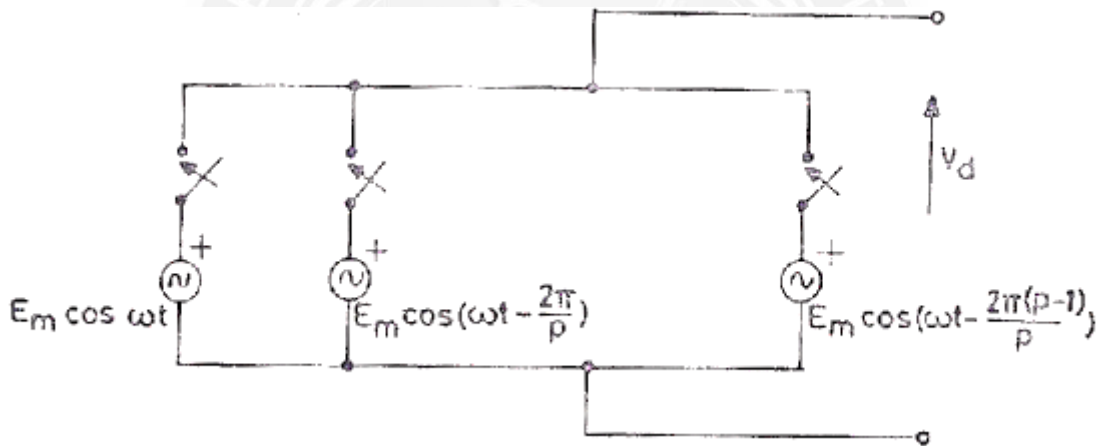 V_d
+
+
+
E_m cos ωt
E_m cos(ωt - 2π/p)
E_m cos(ωt - 2π(p-1)/p)